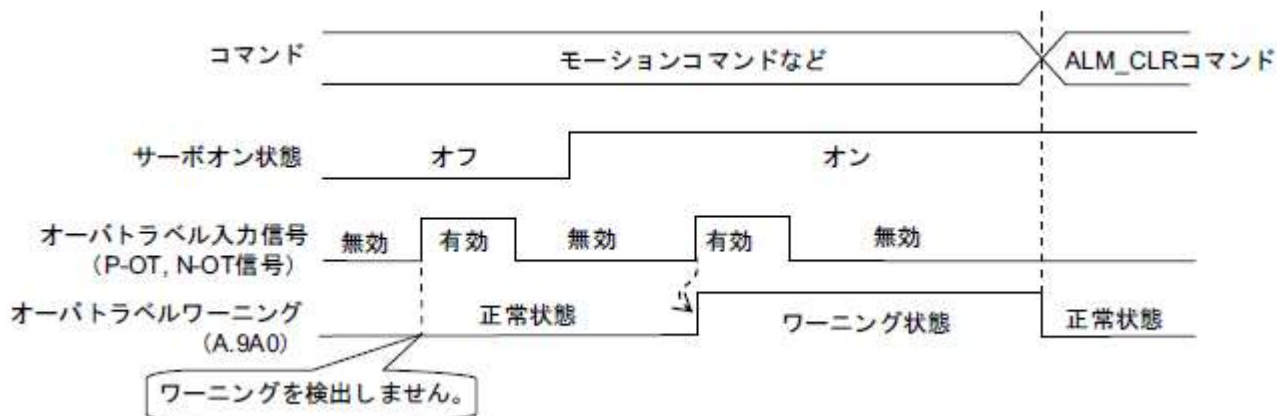 コマンド
モーションコマンドなど
ALM_CLRコマンド
サーボオン状態
オフ
オン
オーバトラベル入力信号
(P-OT, N-OT信号)
無効
有効
無効
有効
無効
オーバトラベルワーニング
(A.9A0)
正常状態
ワーニング状態
正常状態
ワーニングを検出しません。